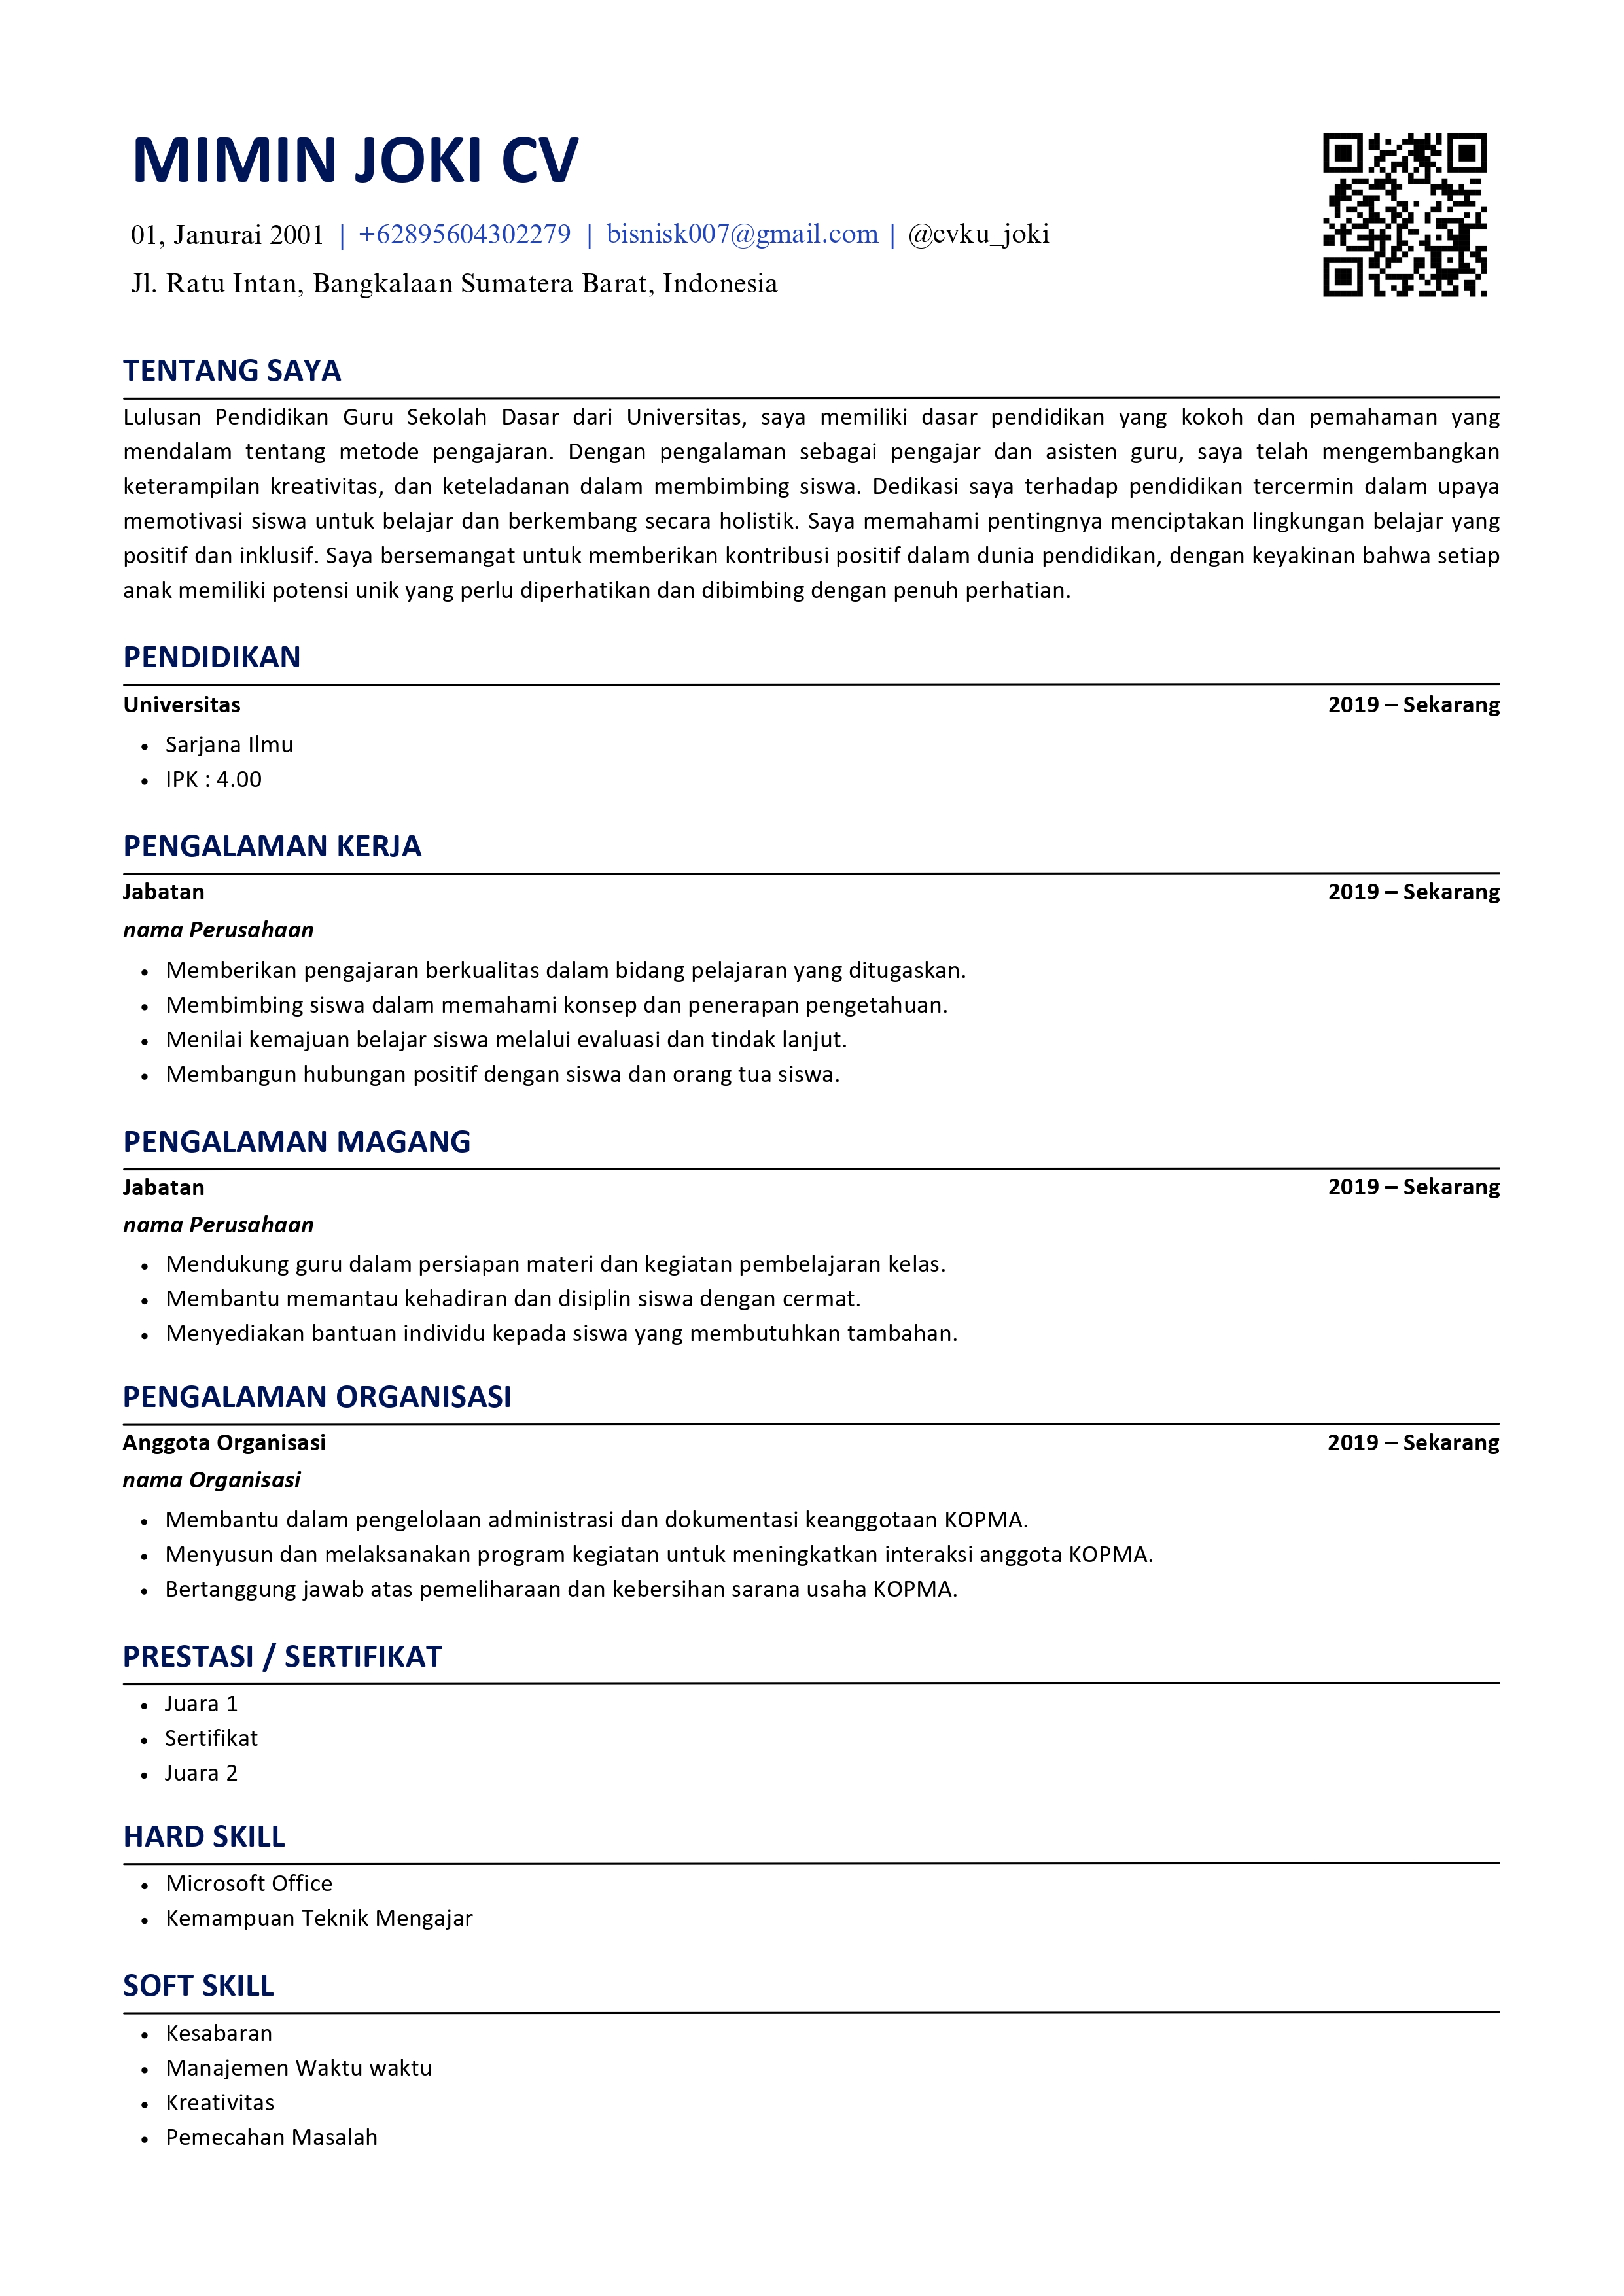 MIMIN JOKI CV
01, Janurai 2001 | +62895604302279 | bisnisk007@gmail.com | @cvku_joki
Jl. Ratu Intan, Bangkalaan Sumatera Barat, Indonesia
TENTANG SAYA
Lulusan Pendidikan Guru Sekolah Dasar dari Universitas, saya memiliki dasar pendidikan yang kokoh dan pemahaman yang
mendalam tentang metode pengajaran. Dengan pengalaman sebagai pengajar dan asisten guru, saya telah mengembangkan
keterampilan kreativitas, dan keteladanan dalam membimbing siswa. Dedikasi saya terhadap pendidikan tercermin dalam upaya
memotivasi siswa untuk belajar dan berkembang secara holistik. Saya memahami pentingnya menciptakan lingkungan belajar yang
positif dan inklusif. Saya bersemangat untuk memberikan kontribusi positif dalam dunia pendidikan, dengan keyakinan bahwa setiap
anak memiliki potensi unik yang perlu diperhatikan dan dibimbing dengan penuh perhatian.
PENDIDIKAN
Universitas 2019 – Sekarang
• Sarjana Ilmu
• IPK : 4.00
PENGALAMAN KERJA
Jabatan 2019 – Sekarang
nama Perusahaan
• Memberikan pengajaran berkualitas dalam bidang pelajaran yang ditugaskan.
• Membimbing siswa dalam memahami konsep dan penerapan pengetahuan.
• Menilai kemajuan belajar siswa melalui evaluasi dan tindak lanjut.
• Membangun hubungan positif dengan siswa dan orang tua siswa.
PENGALAMAN MAGANG
Jabatan 2019 – Sekarang
nama Perusahaan
• Mendukung guru dalam persiapan materi dan kegiatan pembelajaran kelas.
• Membantu memantau kehadiran dan disiplin siswa dengan cermat.
• Menyediakan bantuan individu kepada siswa yang membutuhkan tambahan.
PENGALAMAN ORGANISASI
Anggota Organisasi 2019 – Sekarang
nama Organisasi
• Membantu dalam pengelolaan administrasi dan dokumentasi keanggotaan KOPMA.
• Menyusun dan melaksanakan program kegiatan untuk meningkatkan interaksi anggota KOPMA.
• Bertanggung jawab atas pemeliharaan dan kebersihan sarana usaha KOPMA.
PRESTASI / SERTIFIKAT
• Juara 1
• Sertifikat
• Juara 2
HARD SKILL
• Microsoft Office
• Kemampuan Teknik Mengajar
SOFT SKILL
• Kesabaran
• Manajemen Waktu waktu
• Kreativitas
• Pemecahan Masalah